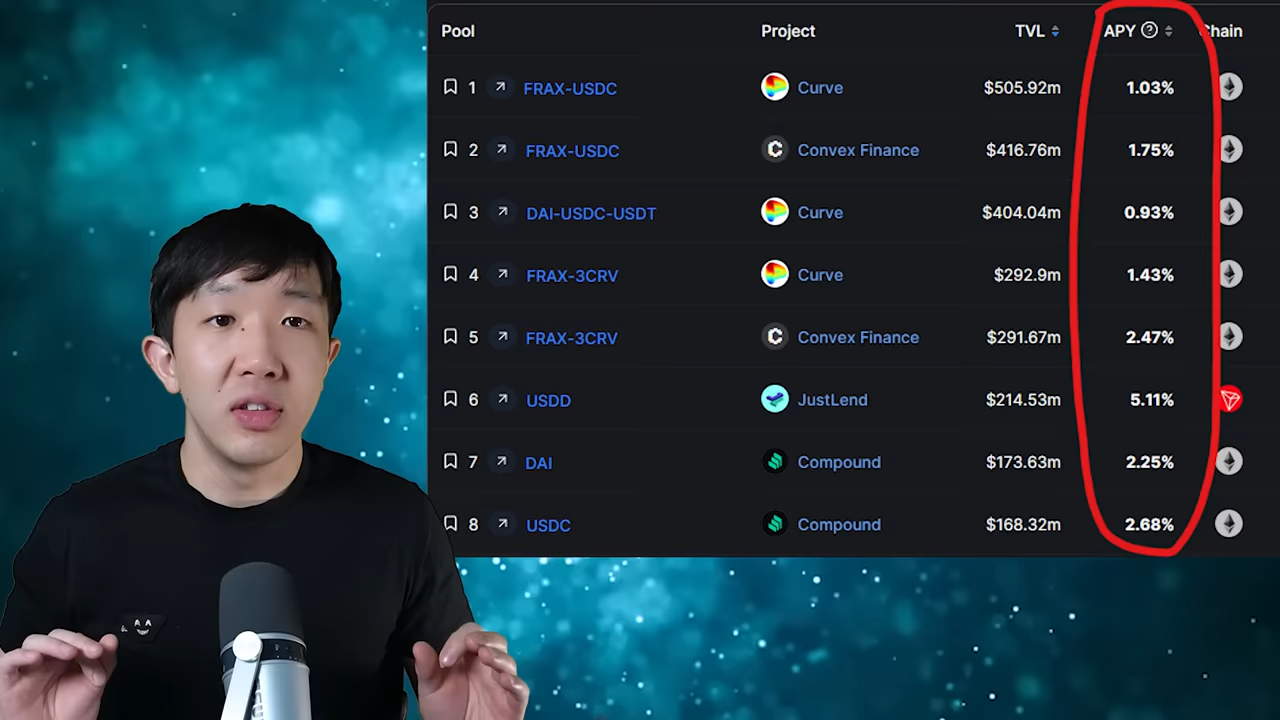 Pool Project TVL APY Chain
1 FRAX-USDC Curve $505.92m 1.03%
2 FRAX-USDC Convex Finance $416.76m 1.75%
3 DAI-USDC-USDT Curve $404.04m 0.93%
4 FRAX-3CRV Curve $292.9m 1.43%
5 FRAX-3CRV Convex Finance $291.67m 2.47%
6 USDD JustLend $214.53m 5.11%
7 DAI Compound $173.63m 2.25%
8 USDC Compound $168.32m 2.68%